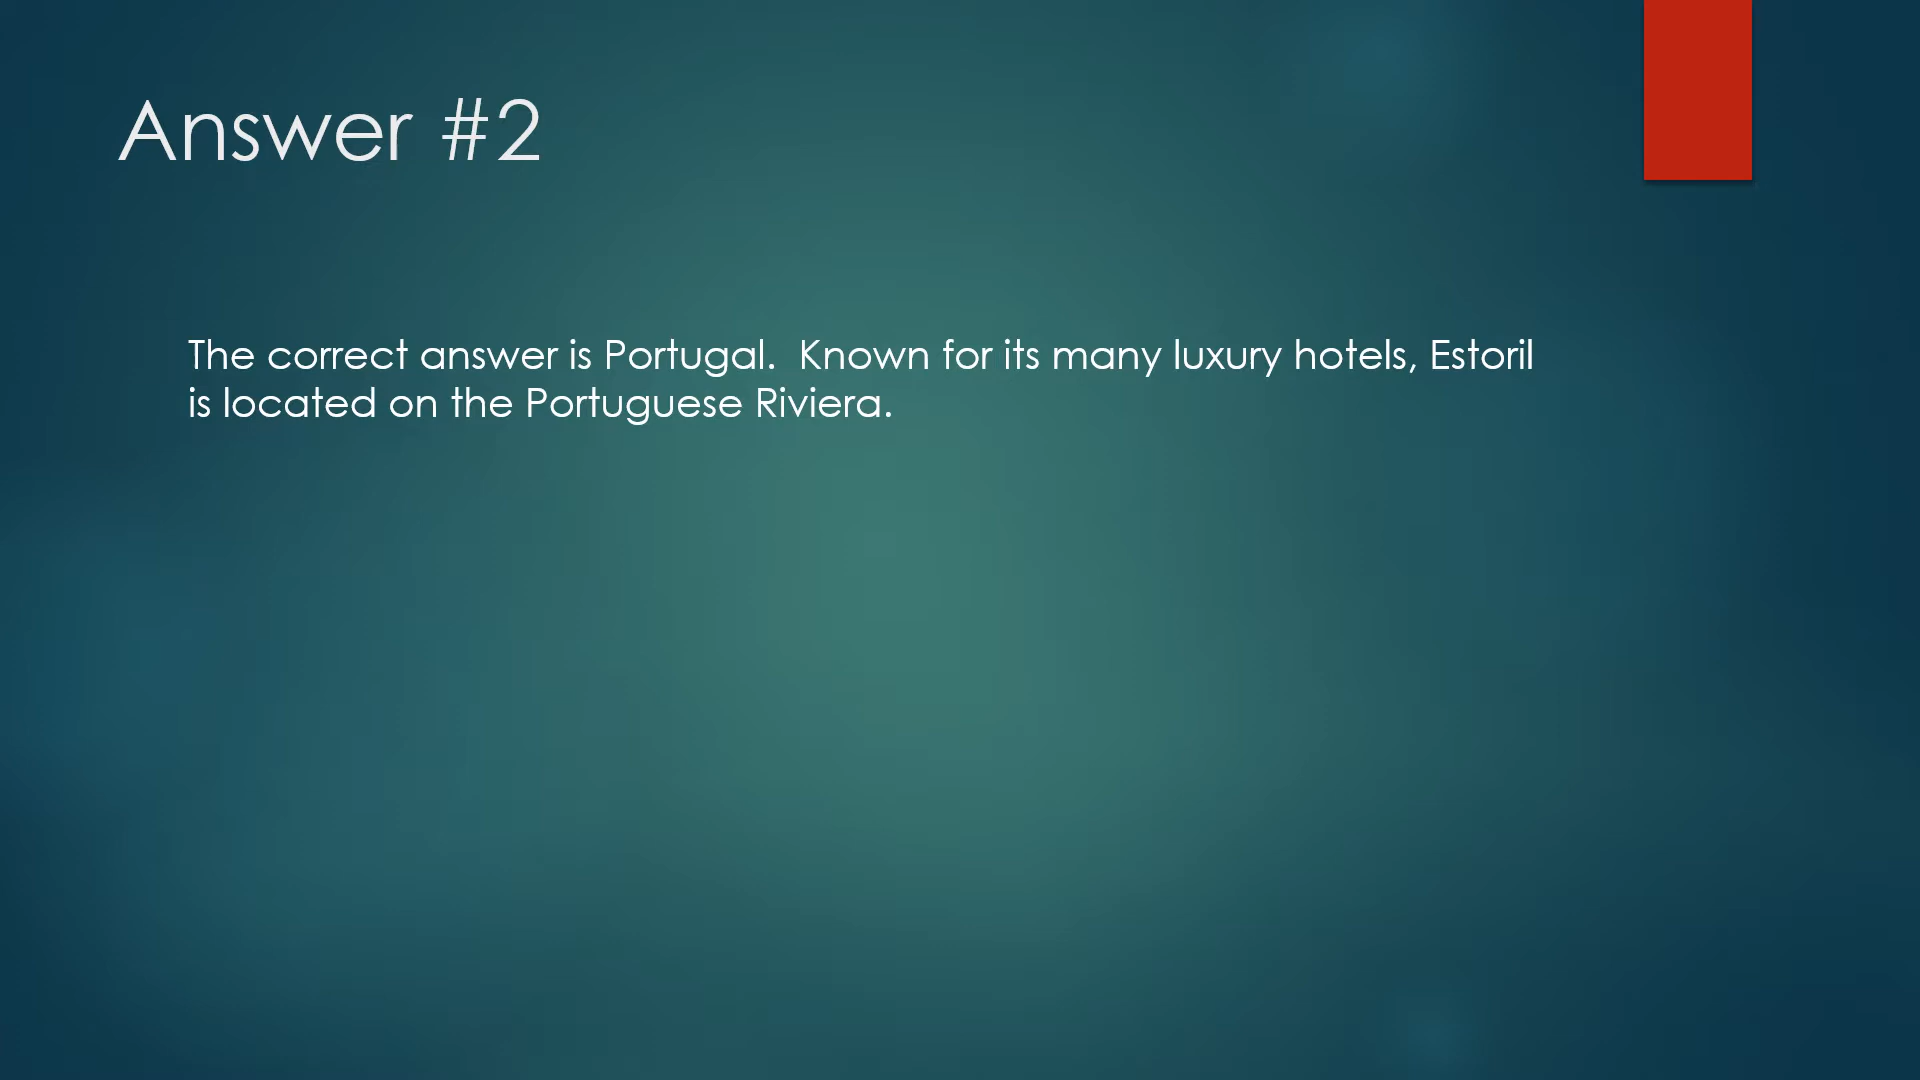 Answer #2
The correct answer is Portugal.  Known for its many luxury hotels, Estoril
is located on the Portuguese Riviera.